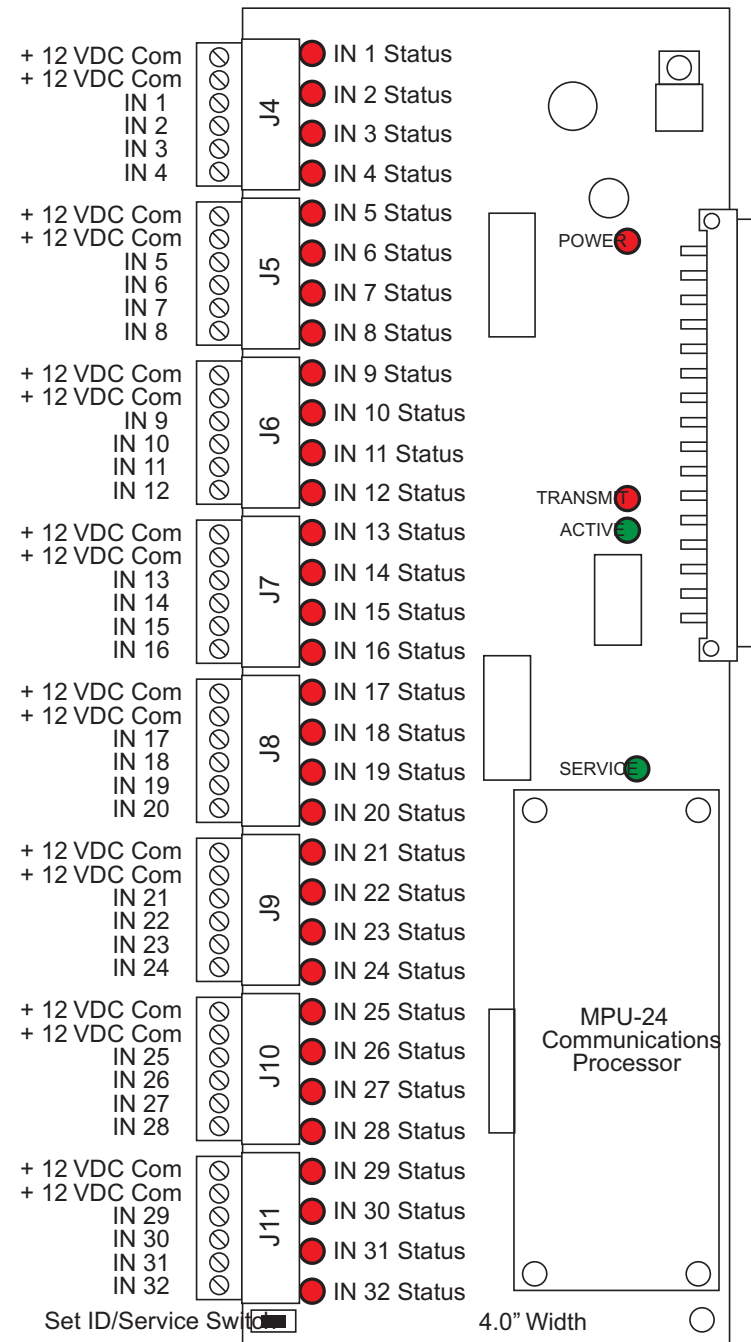 + 12 VDC Com
+ 12 VDC Com
IN 1
IN 2
IN 3
IN 4
J4
IN 1 Status
IN 2 Status
IN 3 Status
IN 4 Status
+ 12 VDC Com
+ 12 VDC Com
IN 5
IN 6
IN 7
IN 8
J5
IN 5 Status
IN 6 Status
IN 7 Status
IN 8 Status
POWER
+ 12 VDC Com
+ 12 VDC Com
IN 9
IN 10
IN 11
IN 12
J6
IN 9 Status
IN 10 Status
IN 11 Status
IN 12 Status
TRANSMIT
ACTIVE
+ 12 VDC Com
+ 12 VDC Com
IN 13
IN 14
IN 15
IN 16
J7
IN 13 Status
IN 14 Status
IN 15 Status
IN 16 Status
+ 12 VDC Com
+ 12 VDC Com
IN 17
IN 18
IN 19
IN 20
J8
IN 17 Status
IN 18 Status
IN 19 Status
IN 20 Status
SERVICE
+ 12 VDC Com
+ 12 VDC Com
IN 21
IN 22
IN 23
IN 24
J9
IN 21 Status
IN 22 Status
IN 23 Status
IN 24 Status
+ 12 VDC Com
+ 12 VDC Com
IN 25
IN 26
IN 27
IN 28
J10
IN 25 Status
IN 26 Status
IN 27 Status
IN 28 Status
MPU-24
Communications
Processor
+ 12 VDC Com
+ 12 VDC Com
IN 29
IN 30
IN 31
IN 32
J11
IN 29 Status
IN 30 Status
IN 31 Status
IN 32 Status
Set ID/Service Switch
4.0” Width